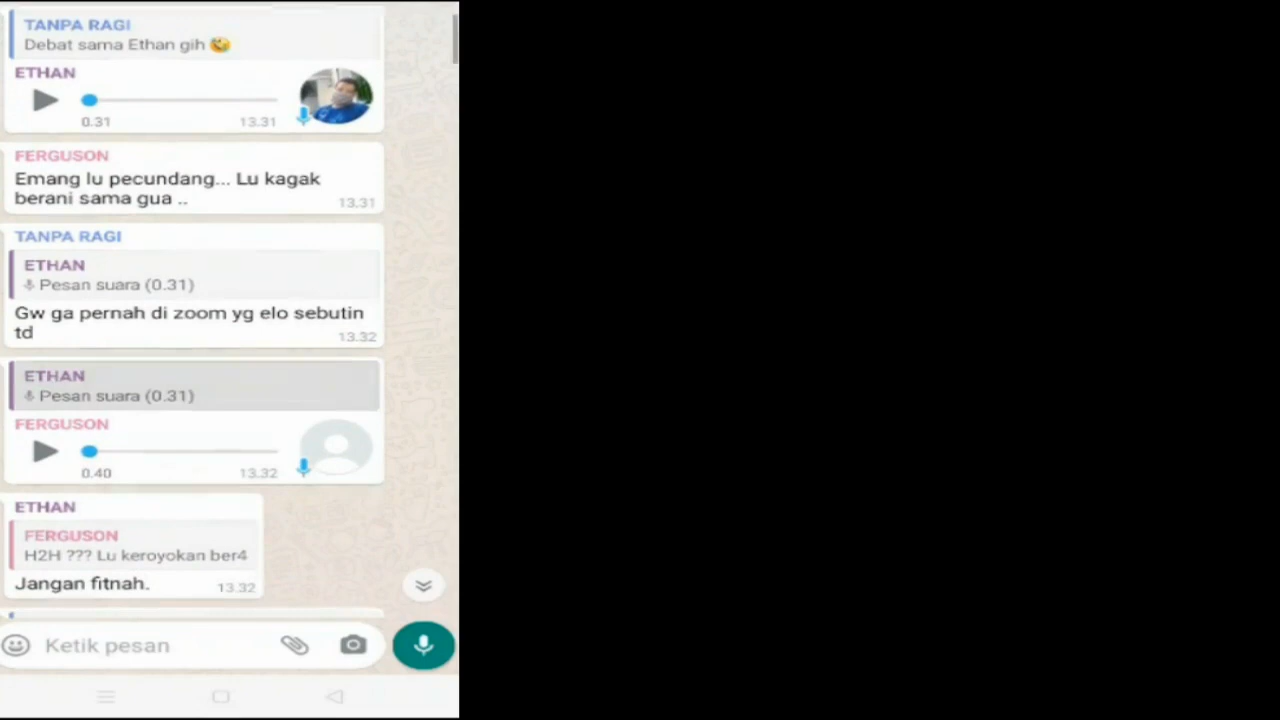 TANPA RAGI
Debat sama Ethan gih 🤣
ETHAN
0.31 13.31
FERGUSON
Emang lu pecundang... Lu kagak
berani sama gua ..
13.31
TANPA RAGI
ETHAN
Pesan suara (0.31)
Gw ga pernah di zoom yg elo sebutin
td
13.32
ETHAN
Pesan suara (0.31)
FERGUSON
0.40 13.32
ETHAN
FERGUSON
H2H ??? Lu keroyokan ber4
Jangan fitnah. 13.32
Ketik pesan